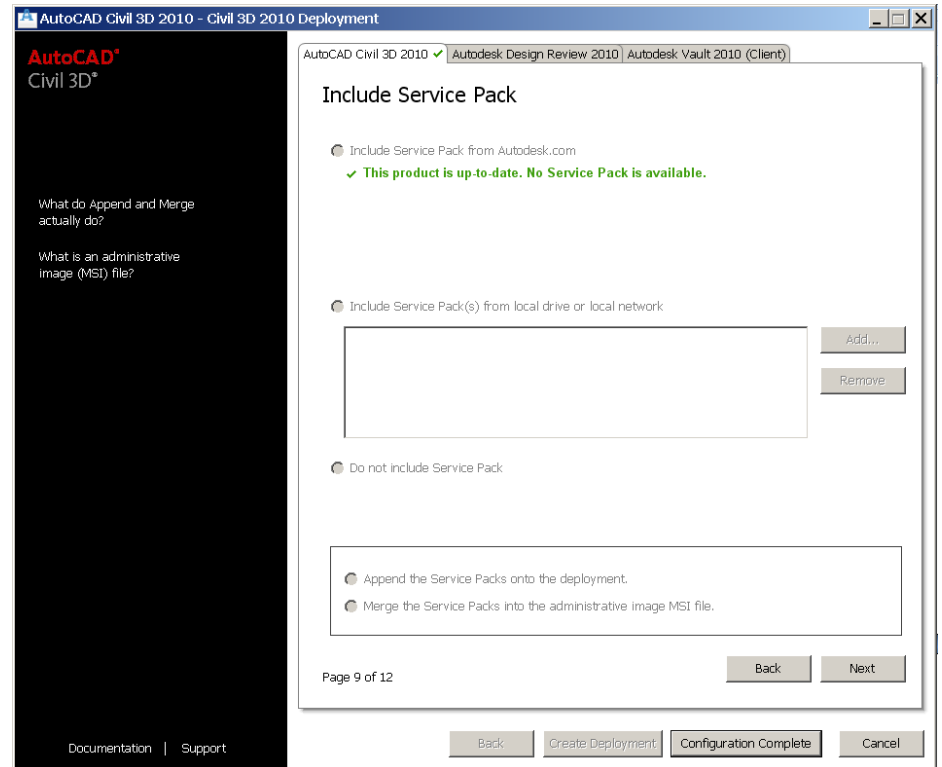 AutoCAD Civil 3D 2010 - Civil 3D 2010 Deployment
AutoCAD®
Civil 3D®
What do Append and Merge
actually do?
What is an administrative
image (MSI) file?
Documentation | Support
AutoCAD Civil 3D 2010
Autodesk Design Review 2010
Autodesk Vault 2010 (Client)
Include Service Pack
Include Service Pack from Autodesk.com
This product is up-to-date. No Service Pack is available.
Include Service Pack(s) from local drive or local network
Add...
Remove
Do not include Service Pack
Append the Service Packs onto the deployment.
Merge the Service Packs into the administrative image MSI file.
Page 9 of 12
Back
Next
Back
Create Deployment
Configuration Complete
Cancel